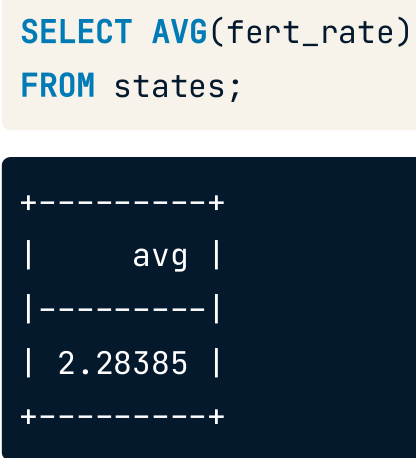 SELECT AVG(fert_rate)
FROM states;
+---------+
|     avg |
|---------|
| 2.28385 |
+---------+